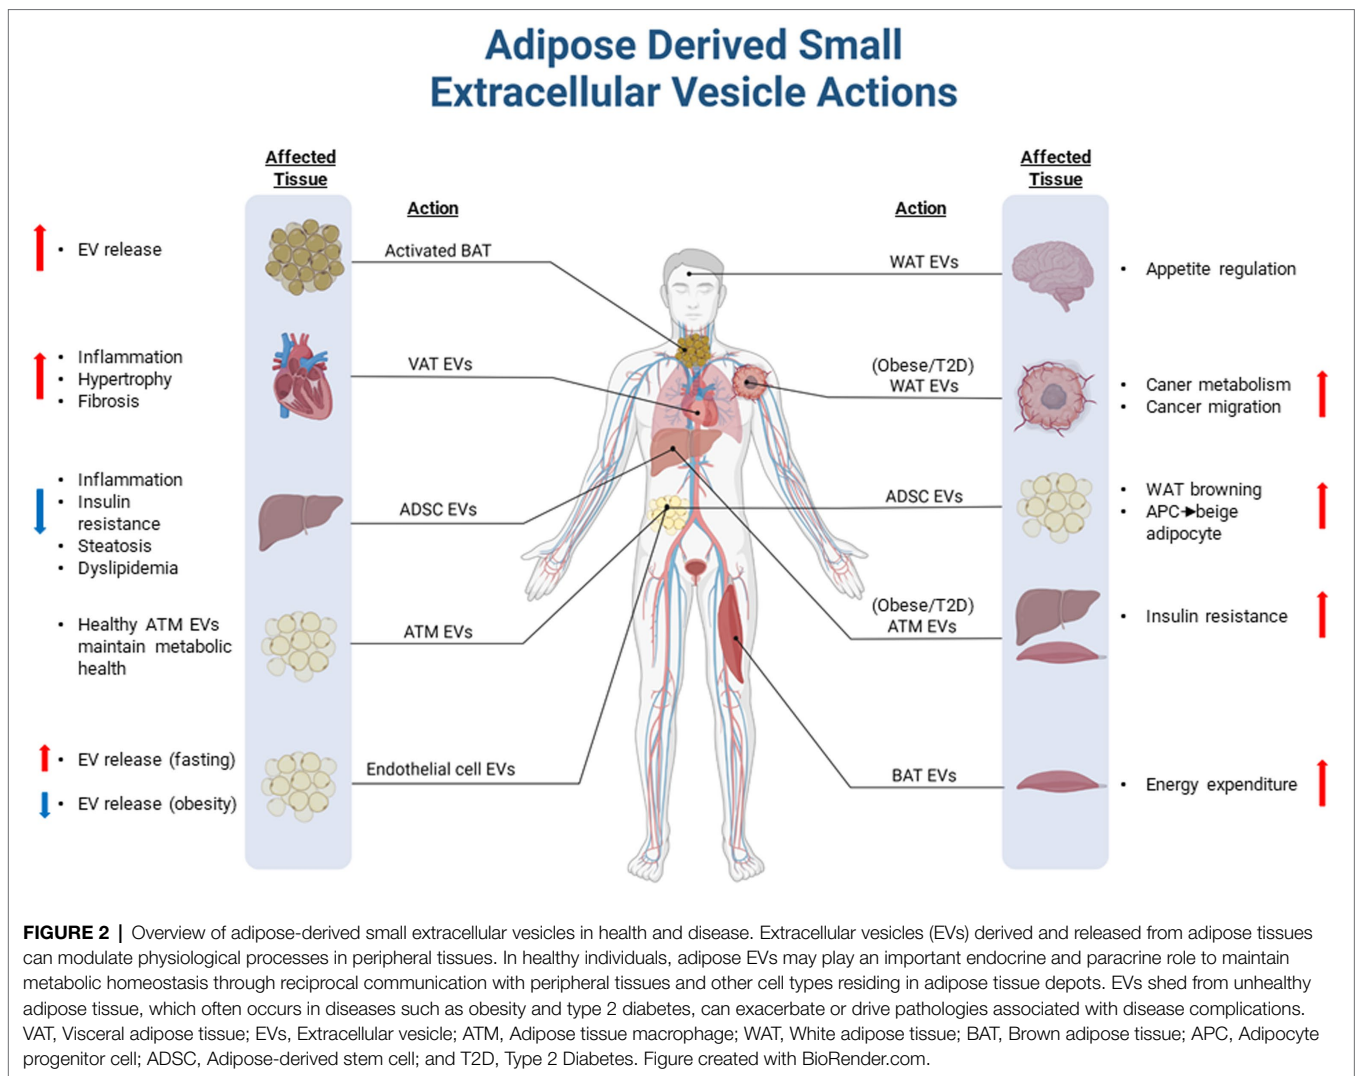 Adipose Derived Small
Extracellular Vesicle Actions
Affected
Tissue
Action
• EV release
Activated BAT
• Inflammation
• Hypertrophy
• Fibrosis
VAT EVs
• Inflammation
• Insulin
resistance
• Steatosis
• Dyslipidemia
ADSC EVs
• Healthy ATM EVs
maintain metabolic
health
ATM EVs
• EV release (fasting)
• EV release (obesity)
Endothelial cell EVs
Affected
Tissue
Action
WAT EVs
• Appetite regulation
(Obese/T2D)
WAT EVs
• Caner metabolism
• Cancer migration
ADSC EVs
• WAT browning
• APC→beige
adipocyte
(Obese/T2D)
ATM EVs
• Insulin resistance
BAT EVs
• Energy expenditure
FIGURE 2 | Overview of adipose-derived small extracellular vesicles in health and disease. Extracellular vesicles (EVs) derived and released from adipose tissues
can modulate physiological processes in peripheral tissues. In healthy individuals, adipose EVs may play an important endocrine and paracrine role to maintain
metabolic homeostasis through reciprocal communication with peripheral tissues and other cell types residing in adipose tissue depots. EVs shed from unhealthy
adipose tissue, which often occurs in diseases such as obesity and type 2 diabetes, can exacerbate or drive pathologies associated with disease complications.
VAT, Visceral adipose tissue; EVs, Extracellular vesicle; ATM, Adipose tissue macrophage; WAT, White adipose tissue; BAT, Brown adipose tissue; APC, Adipocyte
progenitor cell; ADSC, Adipose-derived stem cell; and T2D, Type 2 Diabetes. Figure created with BioRender.com.